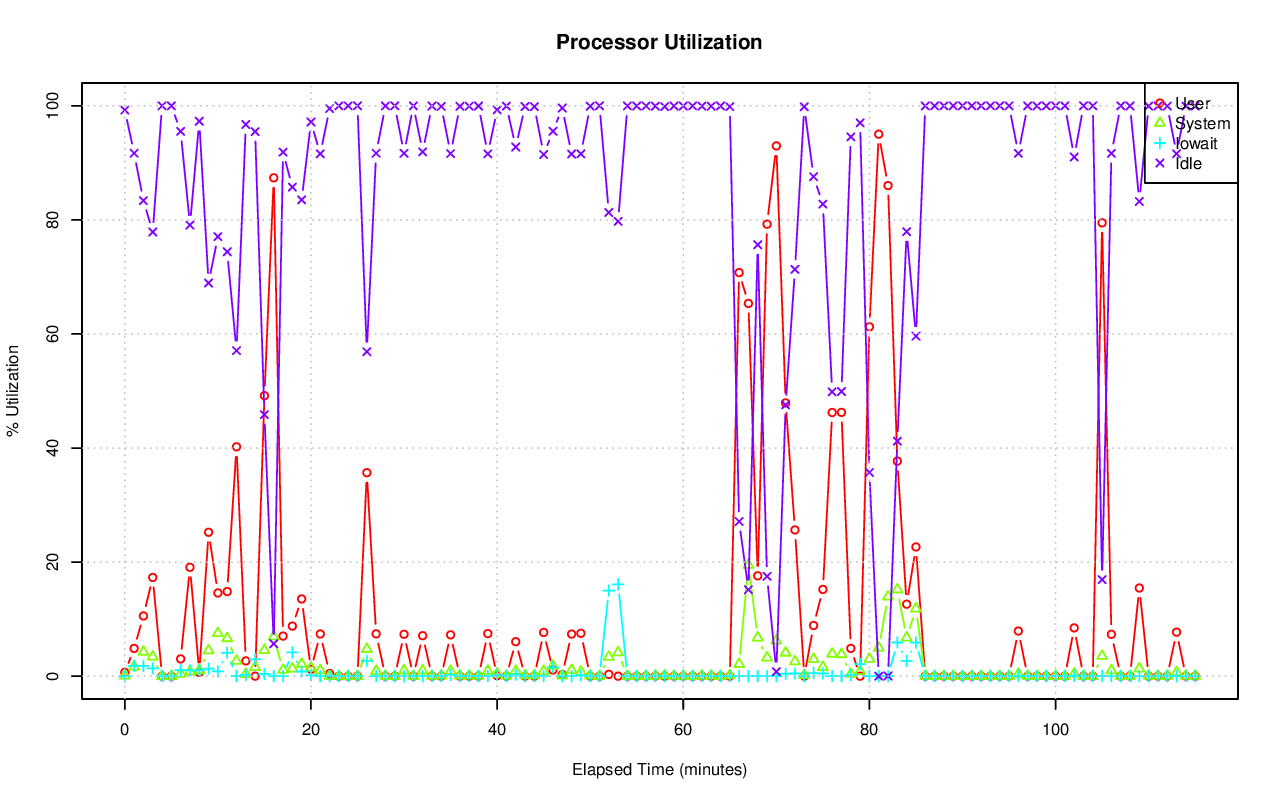 Processor Utilization
% Utilization
100
80
60
40
20
0
User
System
Iowait
Idle
0 20 40 60 80 100
Elapsed Time (minutes)